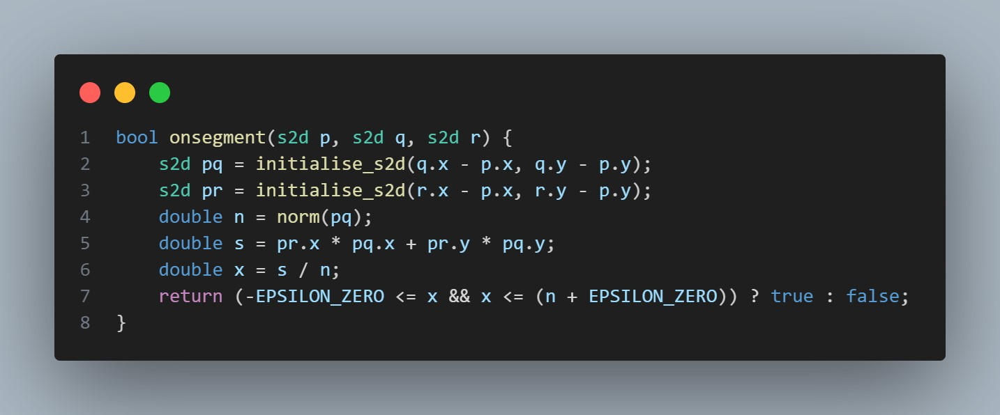 1 bool onsegment(s2d p, s2d q, s2d r) {
2     s2d pq = initialise_s2d(q.x - p.x, q.y - p.y);
3     s2d pr = initialise_s2d(r.x - p.x, r.y - p.y);
4     double n = norm(pq);
5     double s = pr.x * pq.x + pr.y * pq.y;
6     double x = s / n;
7     return (-EPSILON_ZERO <= x && x <= (n + EPSILON_ZERO)) ? true : false;
8 }